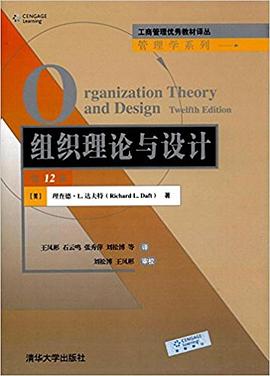 CENGAGE
Learning
工商管理优秀教材译丛
管理学系列
Organization Theory
and Design Twelfth Edition
组织理论与设计
第12版
[美] 理查德·L. 达夫特(Richard L. Daft) 著
王凤彬 石云鸣 张秀萍 刘松博 等 译
刘松博 王凤彬 审校
CENGAGE
Learning
清华大学出版社